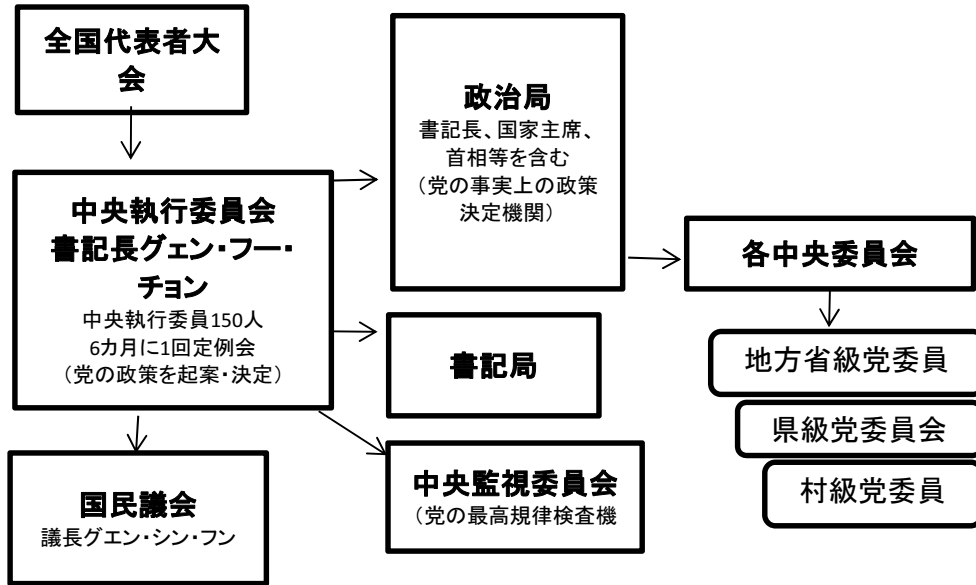 全国代表者大
会
政治局
書記長、国家主席、
首相等を含む
（党の事実上の政策
決定機関）
中央執行委員会
書記長グェン・フー・
チョン
中央執行委員150人
6カ月に1回定例会
（党の政策を起案・決定）
各中央委員会
書記局
地方省級党委員
県級党委員会
村級党委員
国民議会
議長グエン・シン・フン
中央監視委員会
（党の最高規律検査機